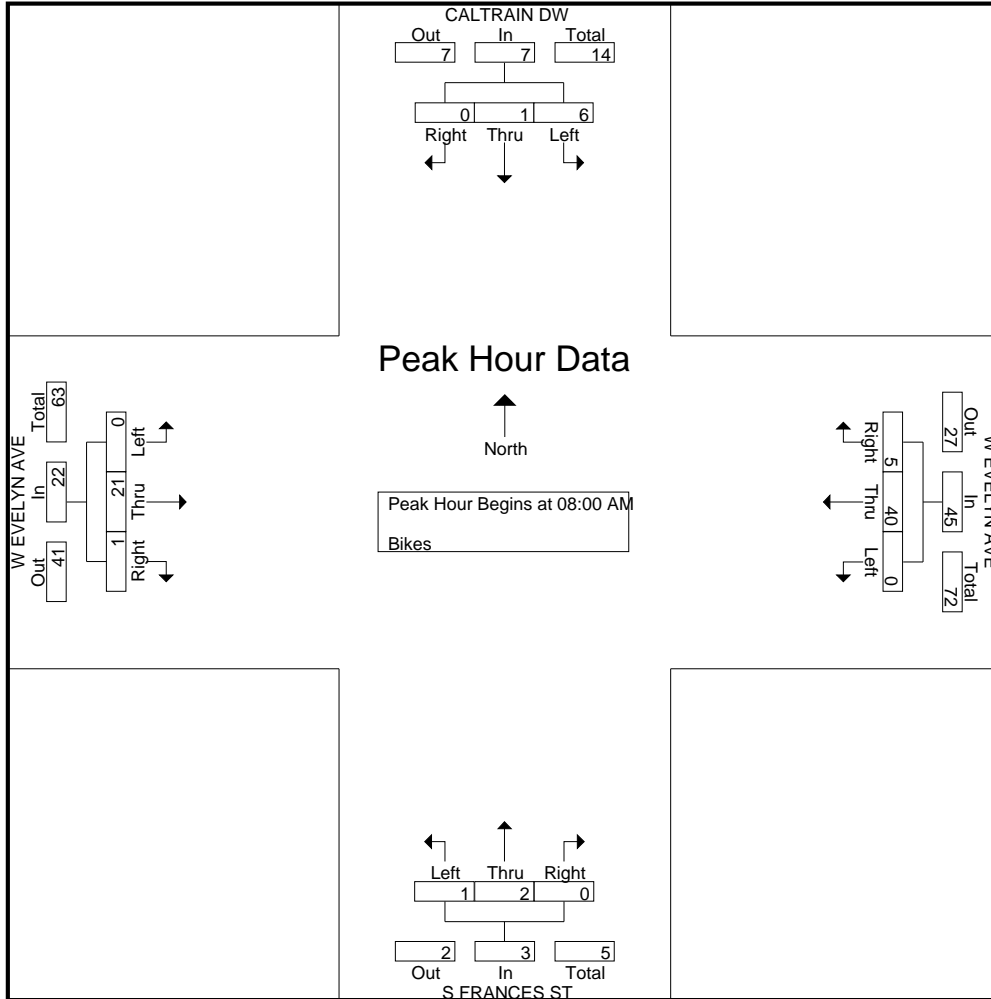 CALTRAIN DW
Out In Total
7 7 14
0 1 6
Right Thru Left
Peak Hour Data
North
Peak Hour Begins at 08:00 AM
Bikes
W EVELYN AVE
Out In Total
41 22 63
0 21 1
Left Thru Right
W EVELYN AVE
Out In Total
27 45 72
5 40 0
Right Thru Left
Left Thru Right
1 2 0
2 3 5
Out In Total
S FRANCES ST